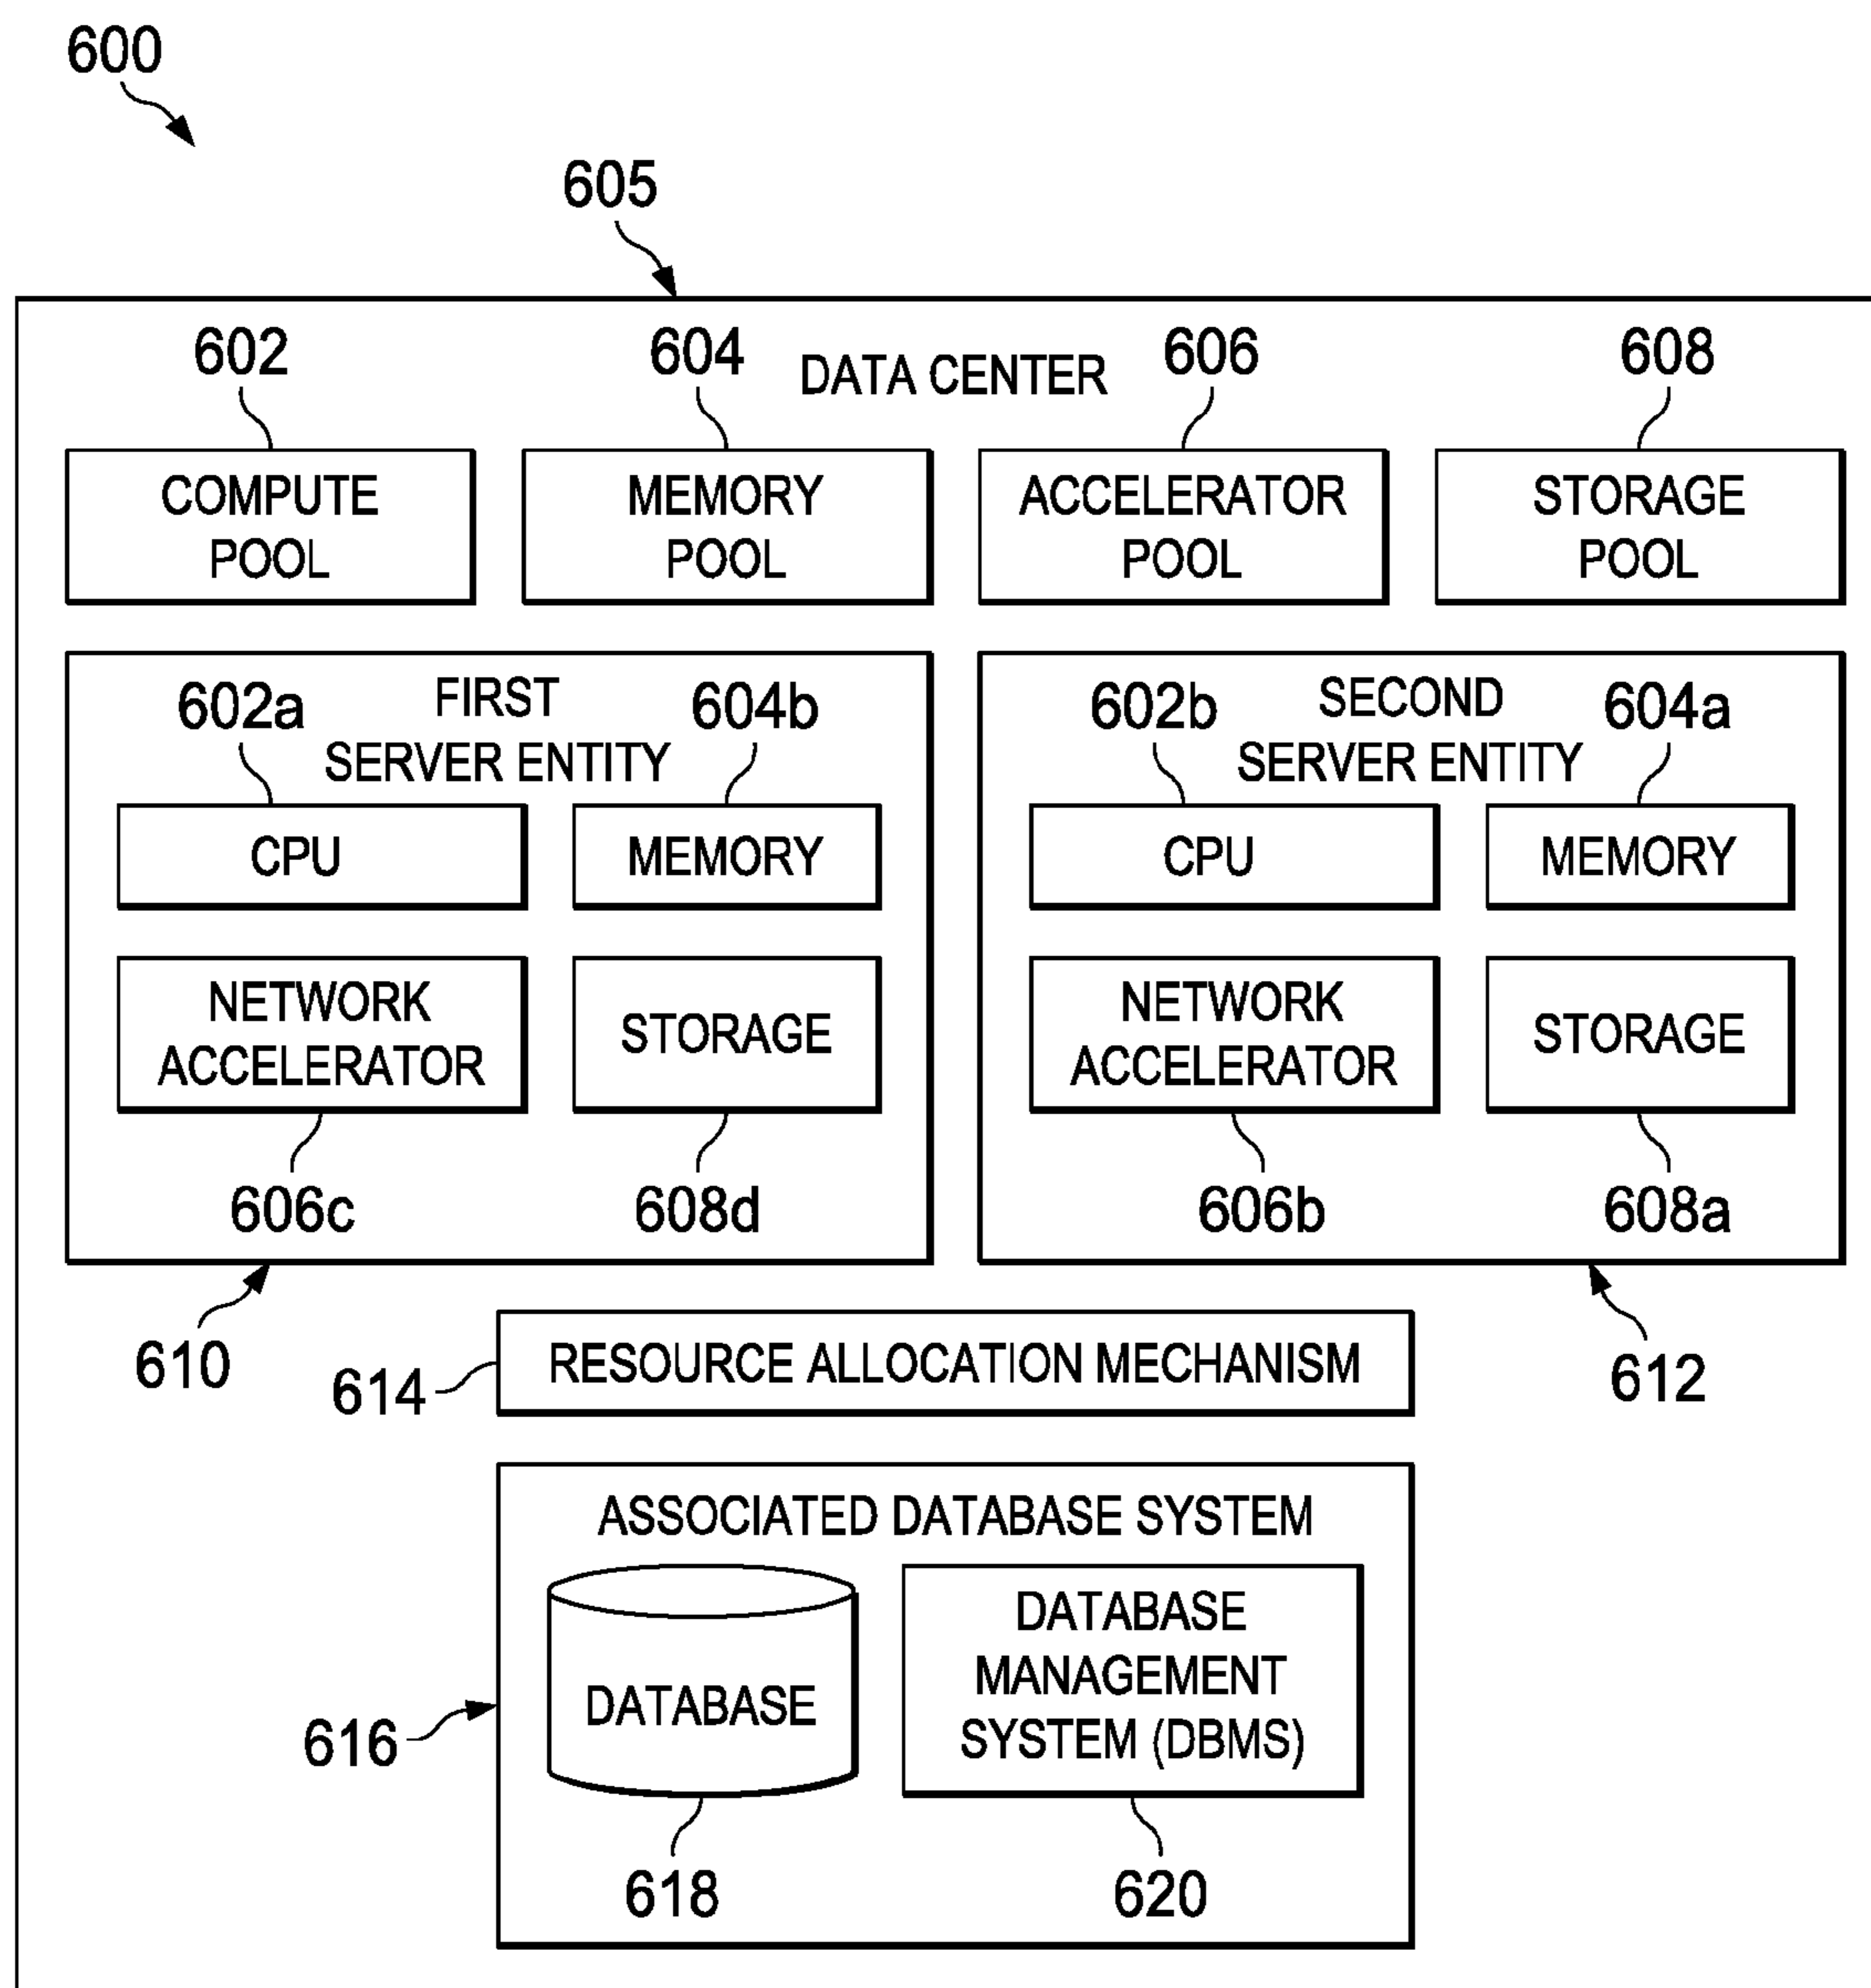 600
605
602
604
DATA CENTER
606
608
COMPUTE
POOL
MEMORY
POOL
ACCELERATOR
POOL
STORAGE
POOL
602a
FIRST
SERVER ENTITY
604b
CPU
MEMORY
NETWORK
ACCELERATOR
STORAGE
606c
608d
610
602b
SECOND
SERVER ENTITY
604a
CPU
MEMORY
NETWORK
ACCELERATOR
STORAGE
606b
608a
612
614
RESOURCE ALLOCATION MECHANISM
ASSOCIATED DATABASE SYSTEM
616
DATABASE
DATABASE
MANAGEMENT
SYSTEM (DBMS)
618
620